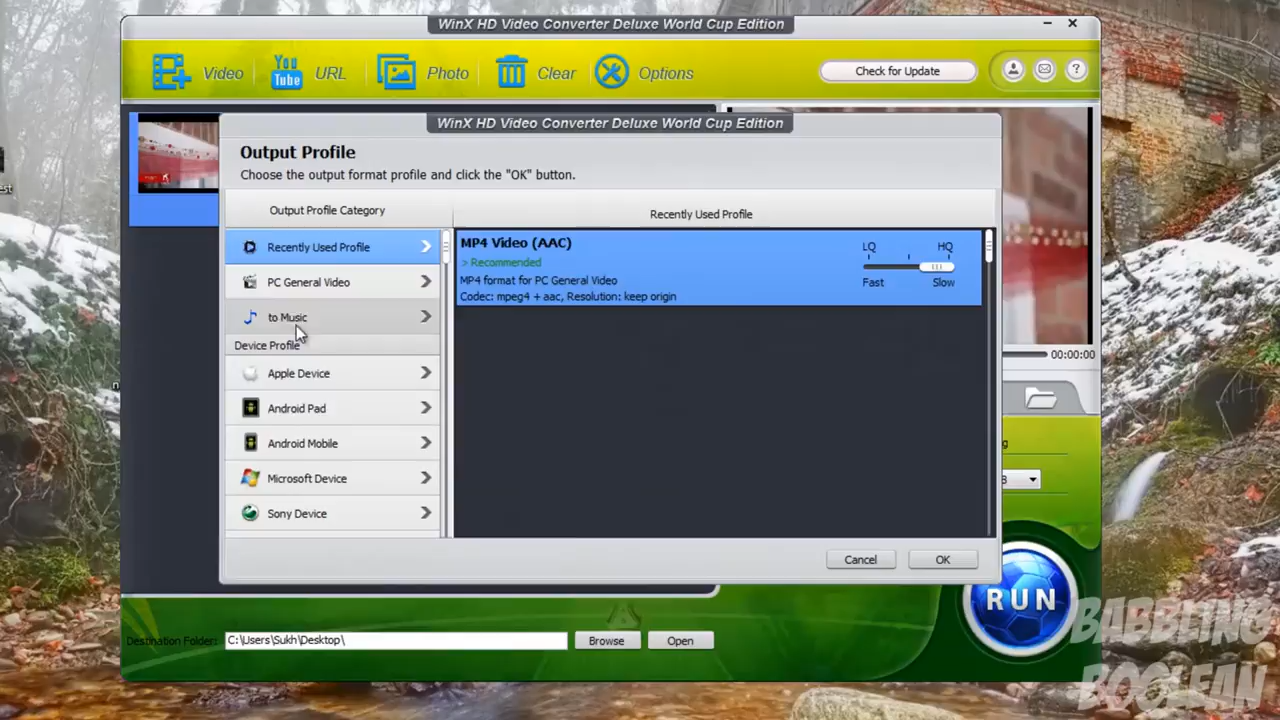 WinX HD Video Converter Deluxe World Cup Edition
Video
You Tube
URL
Photo
Clear
Options
Check for Update
?
WinX HD Video Converter Deluxe World Cup Edition
Output Profile
Choose the output format profile and click the "OK" button.
Output Profile Category
Recently Used Profile
Recently Used Profile
PC General Video
to Music
Device Profile
Apple Device
Android Pad
Android Mobile
Microsoft Device
Sony Device
MP4 Video (AAC)
> Recommended
MP4 format for PC General Video
Codec: mpeg4 + aac, Resolution: keep origin
LQ HQ
Fast Slow
00:00:00
Cancel
OK
RUN
Destination Folder:
C:\Users\Sukh\Desktop\
Browse
Open
BABBLING
BOOLEAN